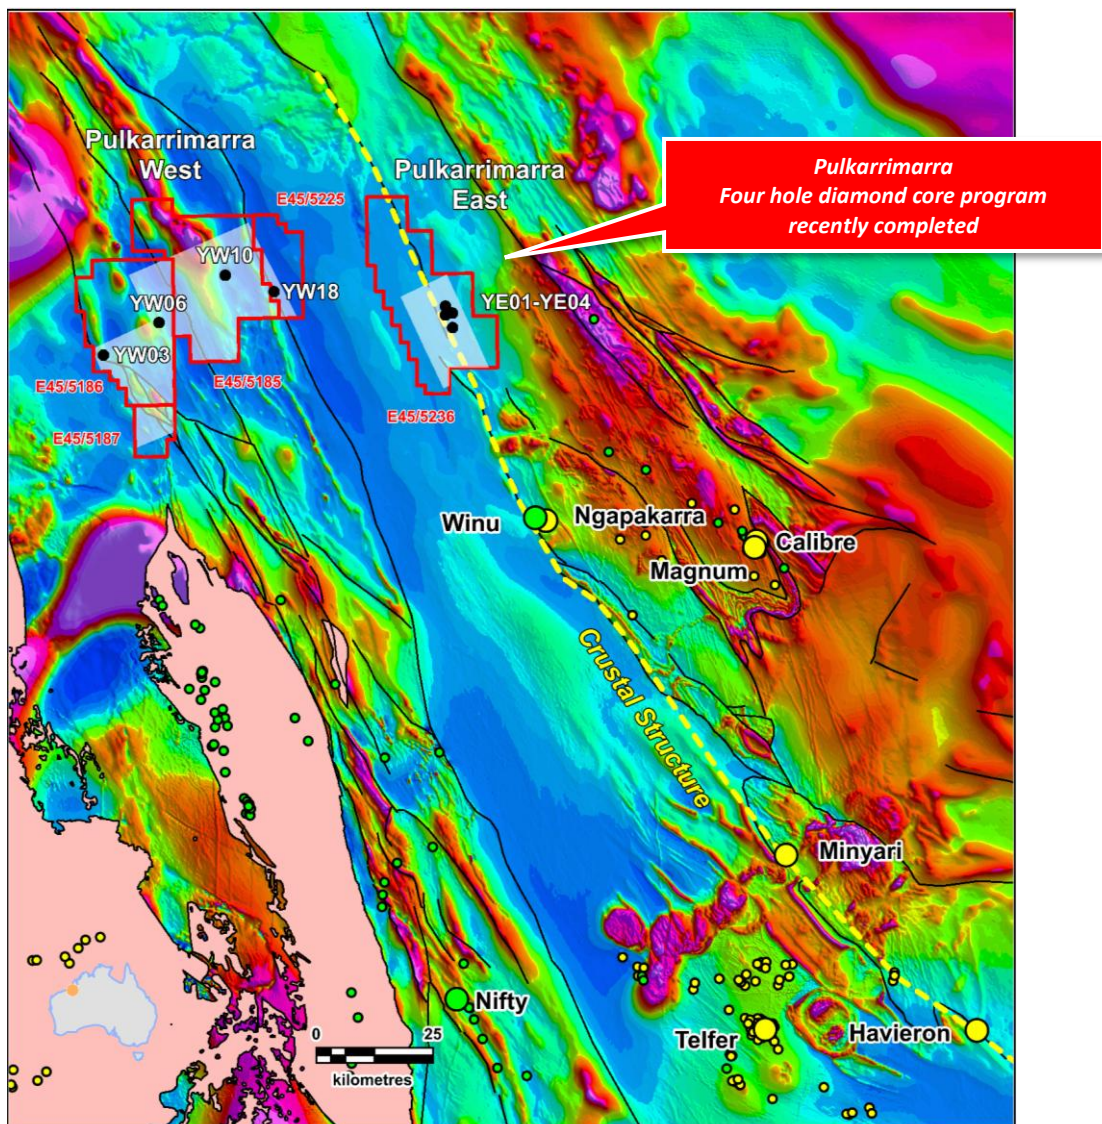 Pulkarrimarra
West
Pulkarrimarra
East
Pulkarrimarra
Four hole diamond core program
recently completed
E45/5225
YW10
YW18
YW06
YW03
YE01-YE04
E45/5186
E45/5185
E45/5187
E45/5236
Winu
Ngapakarra
Calibre
Magnum
Crustal Structure
Minyari
Nifty
Telfer
Havieron
0 25
kilometres